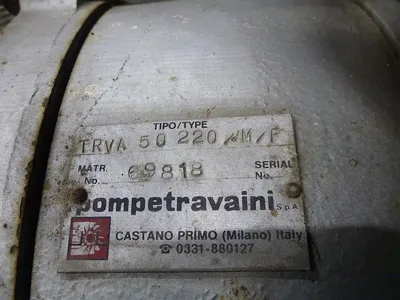 TIPO/TYPE
TRVA 50 220 /M/F
MATR. No. 69818 SERIAL No.
pompetravaini S.p.A.
CASTANO PRIMO (Milano) Italy
☎ 0331-880127